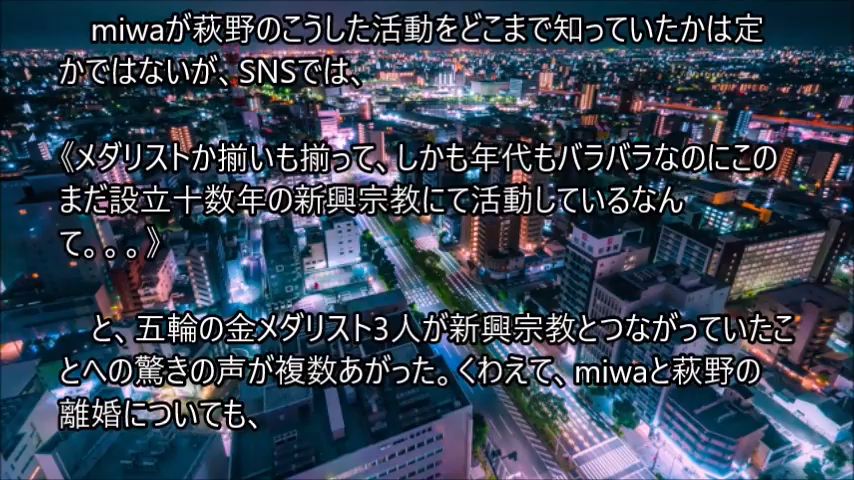 miwaが萩野のこうした活動をどこまで知っていたかは定
かではないが、SNSでは、
《メダリストか揃いも揃って、しかも年代もバラバラなのにこの
まだ設立十数年の新興宗教にて活動しているなん
て。。。》
と、五輪の金メダリスト3人が新興宗教とつながっていたこ
とへの驚きの声が複数あがった。くわえて、miwaと萩野の
離婚についても、